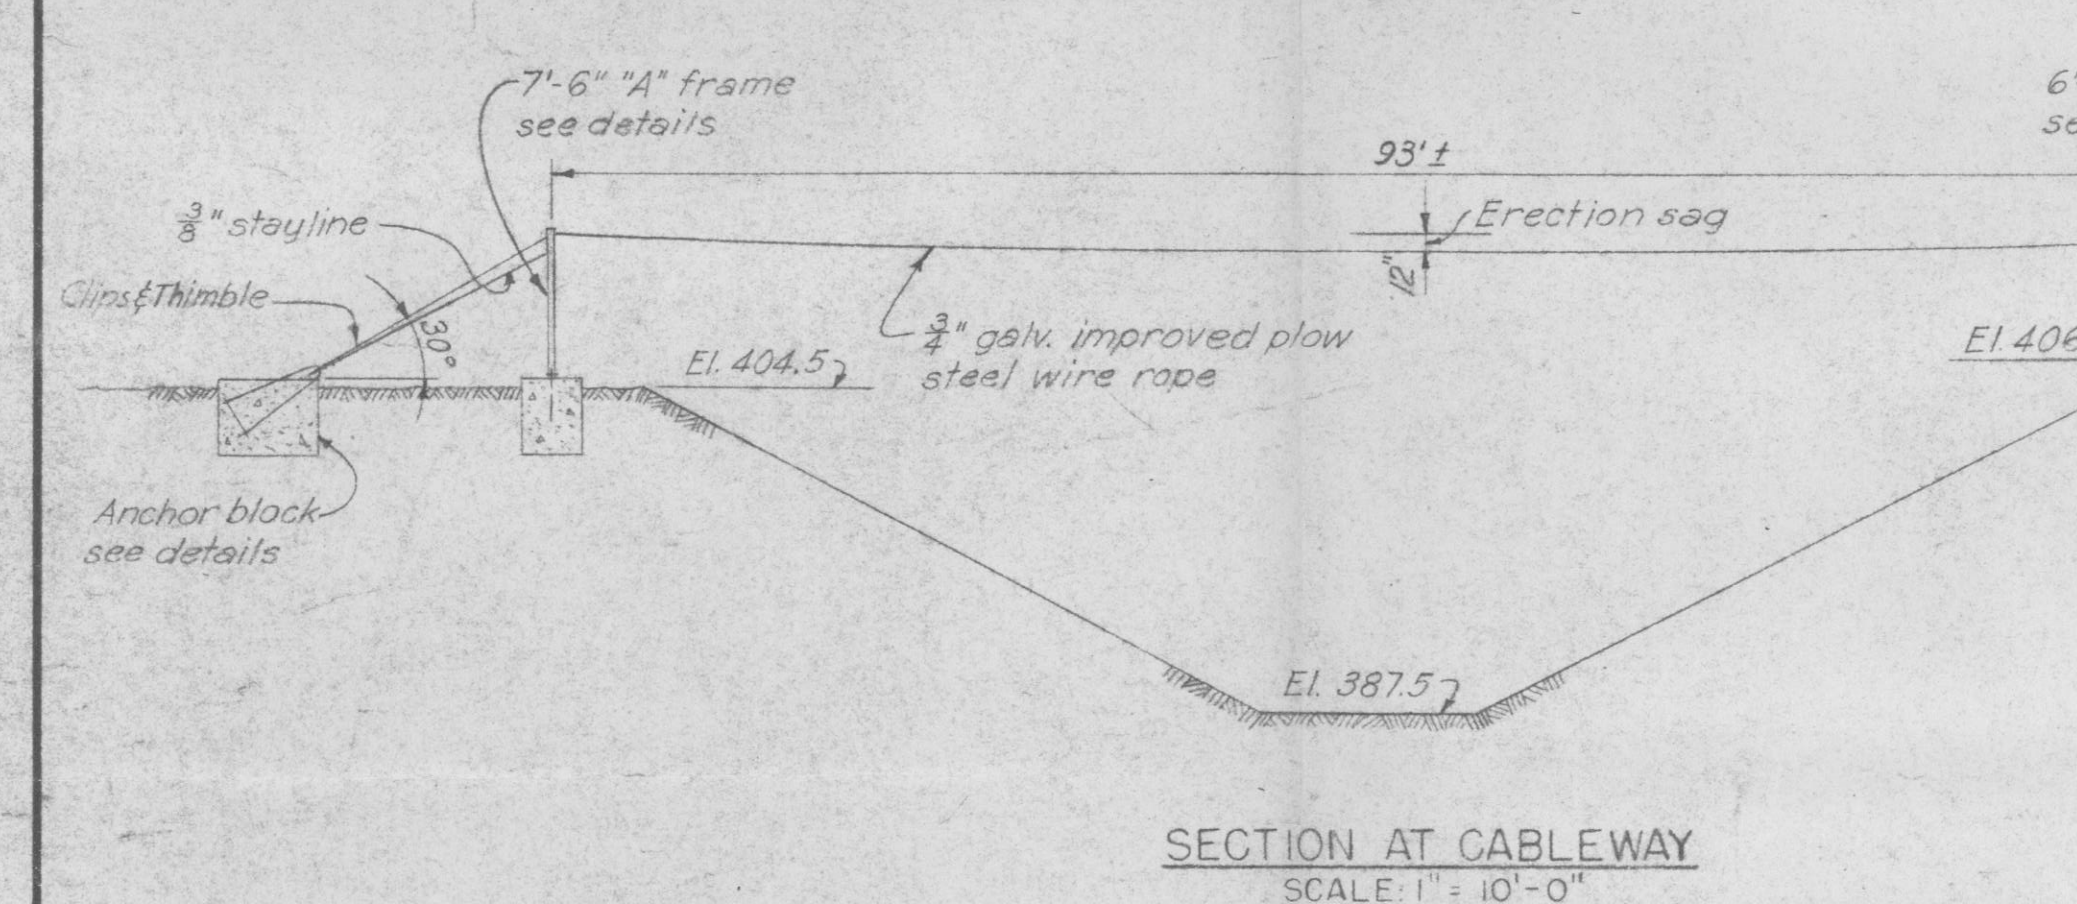 7'-6" "A" frame
see details
6'
se
93' ±
3/8" stayline
Erection sag
12"
Clips & Thimble
30°
3/4" galv. improved plow
steel wire rope
El. 404.5
El. 406
Anchor block
see details
El. 387.5
SECTION AT CABLEWAY
SCALE: 1" = 10'-0"